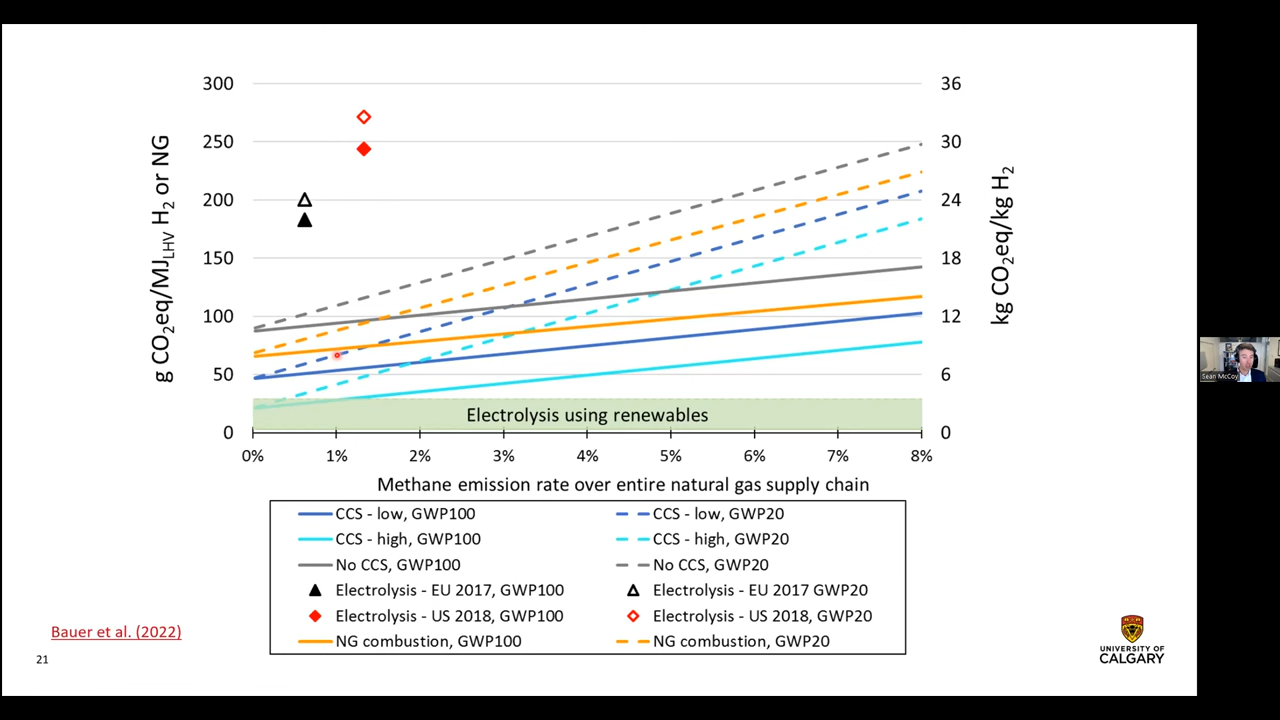 300
250
200
150
100
50
0
g CO₂eq/MJLHV H₂ or NG
36
30
24
18
12
6
0
kg CO₂eq/kg H₂
Electrolysis using renewables
0% 1% 2% 3% 4% 5% 6% 7% 8%
Methane emission rate over entire natural gas supply chain
CCS - low, GWP100 CCS - low, GWP20
CCS - high, GWP100 CCS - high, GWP20
No CCS, GWP100 No CCS, GWP20
Electrolysis - EU 2017, GWP100 Electrolysis - EU 2017 GWP20
Electrolysis - US 2018, GWP100 Electrolysis - US 2018, GWP20
NG combustion, GWP100 NG combustion, GWP20
Bauer et al. (2022)
21
UNIVERSITY OF
CALGARY
Sean McCoy